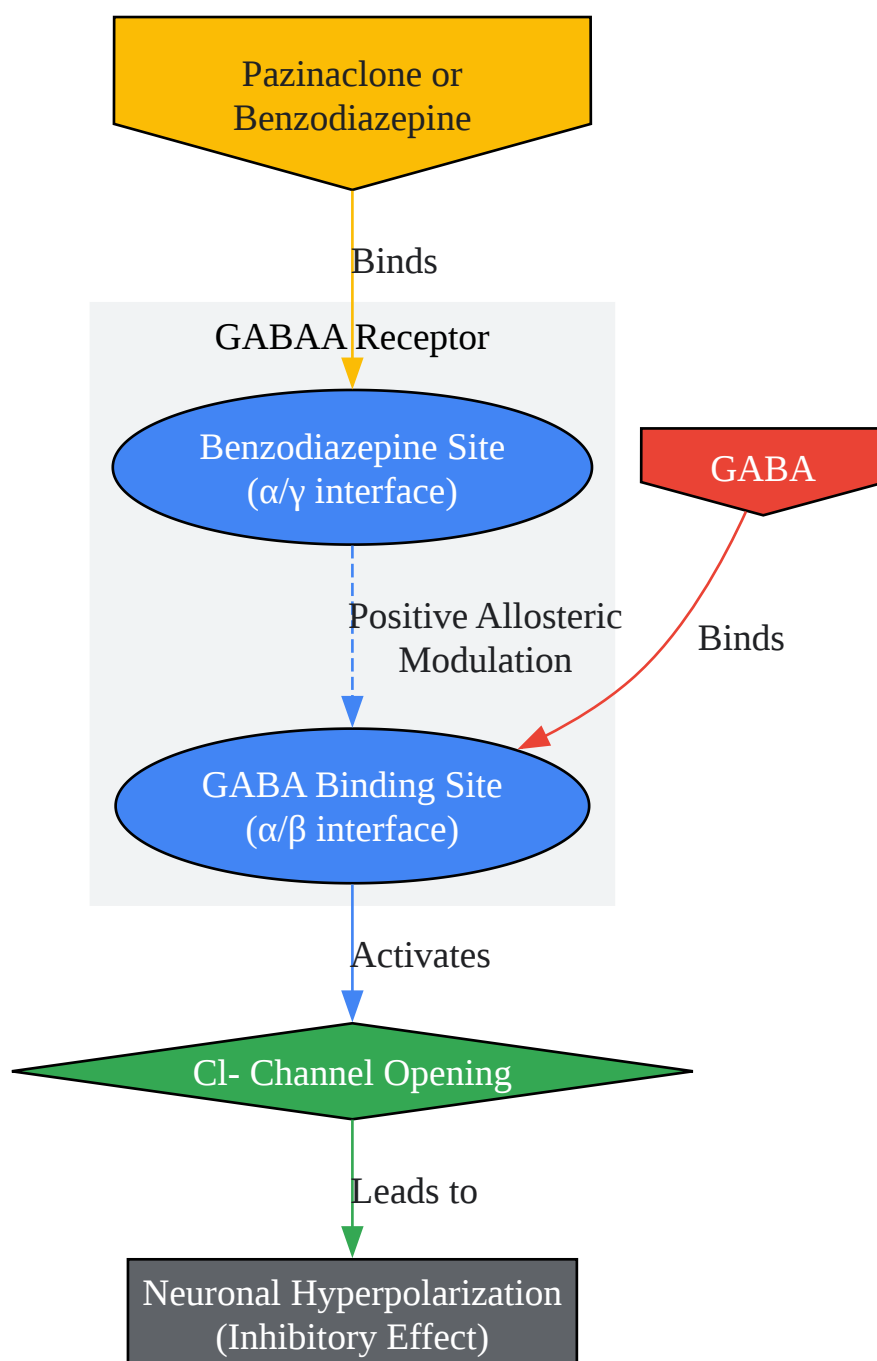 Pazinaclone or
Benzodiazepine
Binds
GABAA Receptor
Benzodiazepine Site
(α/γ interface)
GABA
Positive Allosteric
Modulation
Binds
GABA Binding Site
(α/β interface)
Activates
Cl- Channel Opening
Leads to
Neuronal Hyperpolarization
(Inhibitory Effect)